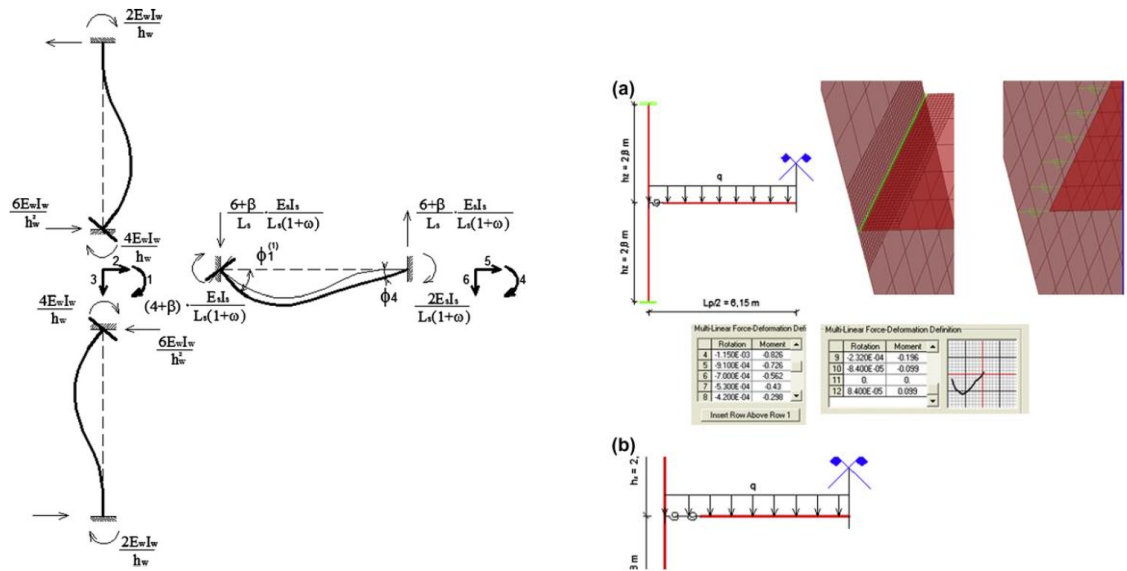 2EwIw
hw
6EwIw
hw²
4EwIw
hw
2
3
1
4EwIw
hw
6EwIw
hw²
2EwIw
hw
6+β
Ls
·
EsIs
Ls(1+ω)
6+β
Ls
·
EsIs
Ls(1+ω)
ϕ1(1)
ϕ4
(4+β) ·
EsIs
Ls(1+ω)
2EsIs
Ls(1+ω)
5
6
4
(a)
hz = 2,8 m
q
hz = 2,8 m
Lp/2 = 6,15 m
Multi-Linear Force-Deformation Defi
Rotation Moment
4 -1.150E-03 -0.826
5 -9.100E-04 -0.726
6 -7.000E-04 -0.562
7 -5.300E-04 -0.43
8 -4.200E-04 -0.298
Insert Row Above Row 1
Multi-Linear Force-Deformation Definition
Rotation Moment
9 -2.320E-04 -0.196
10 -8.400E-05 -0.099
11 0. 0.
12 8.400E-05 0.099
(b)
hz = 2,
q
8 m